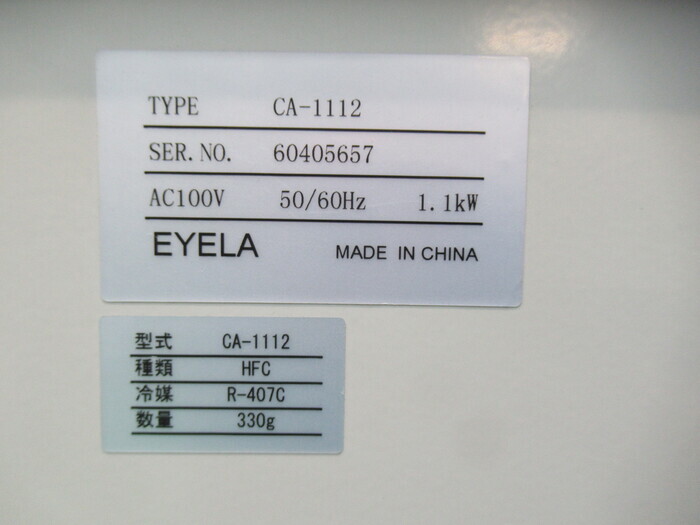 TYPE CA-1112
SER. NO. 60405657
AC100V 50/60Hz 1.1kW
EYELA MADE IN CHINA
型式 CA-1112
種類 HFC
冷媒 R-407C
数量 330g